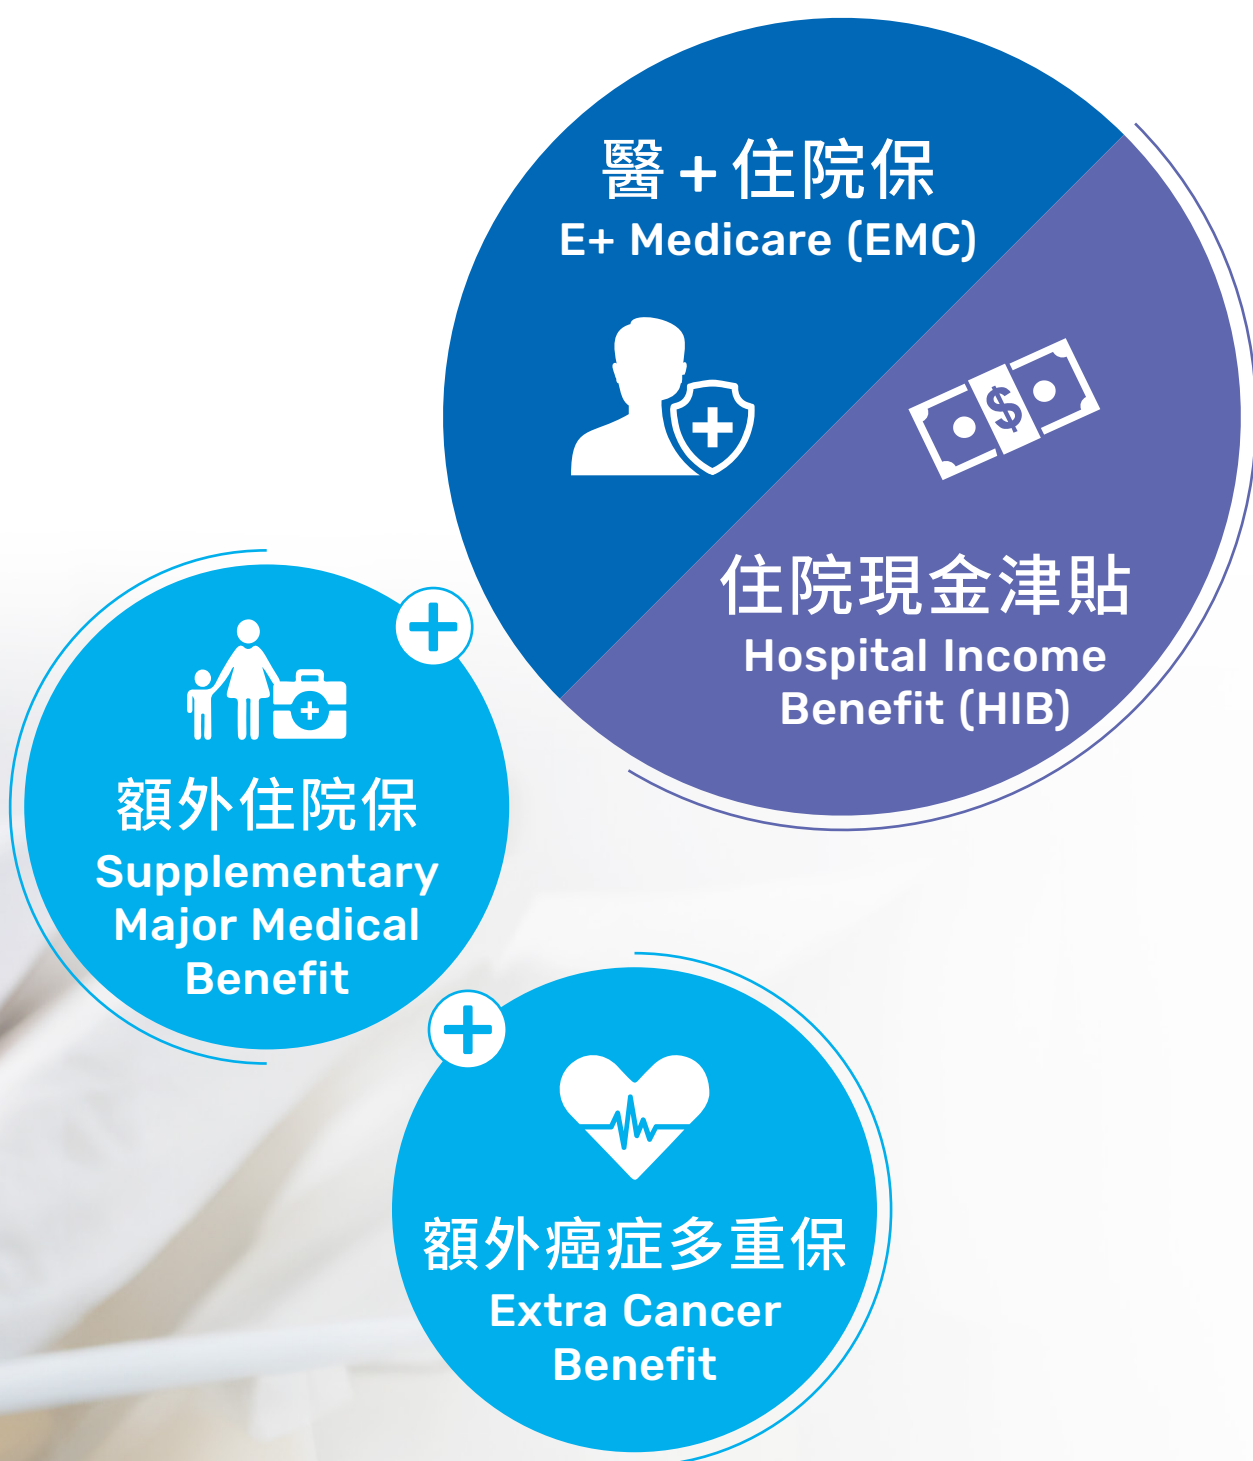 醫+住院保
E+ Medicare (EMC)
住院現金津貼
Hospital Income
Benefit (HIB)
額外住院保
Supplementary
Major Medical
Benefit
額外癌症多重保
Extra Cancer
Benefit